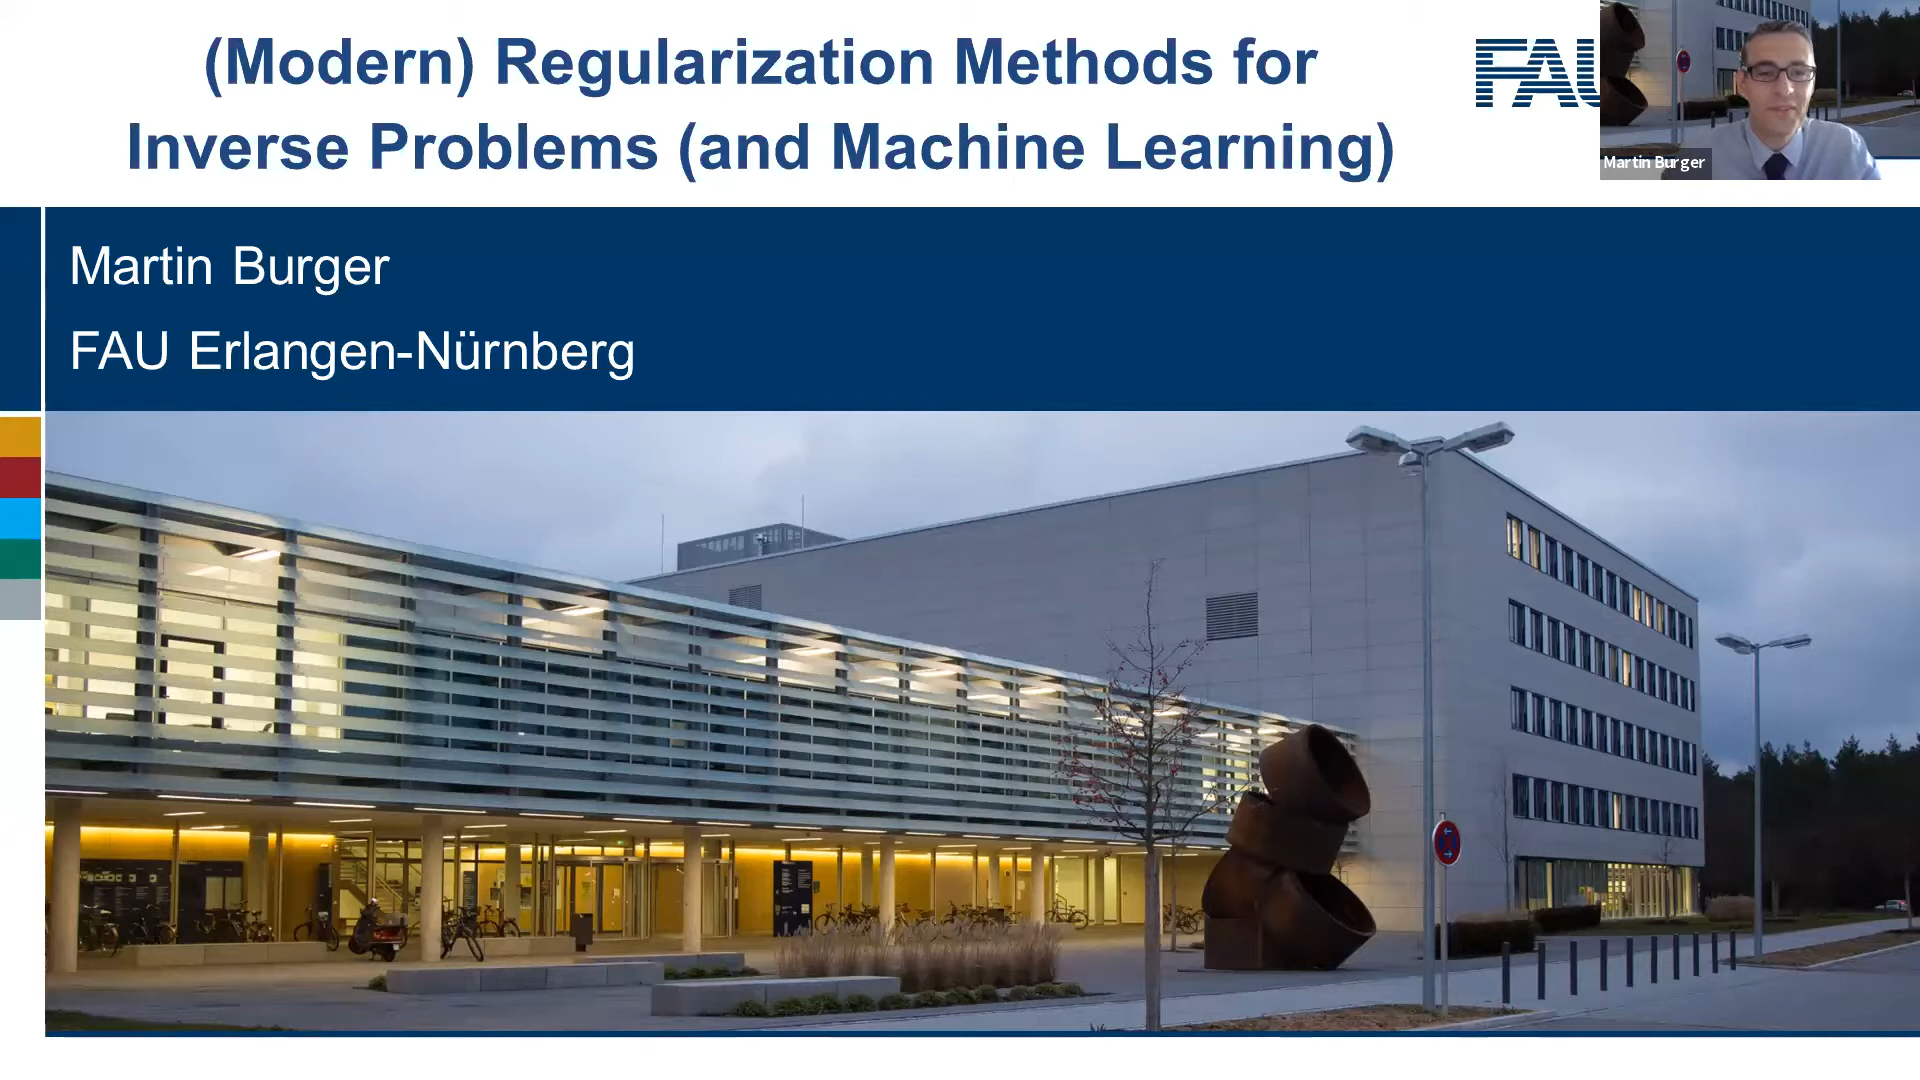 (Modern) Regularization Methods for
Inverse Problems (and Machine Learning)
FAU
Martin Burger
Martin Burger
FAU Erlangen-Nürnberg